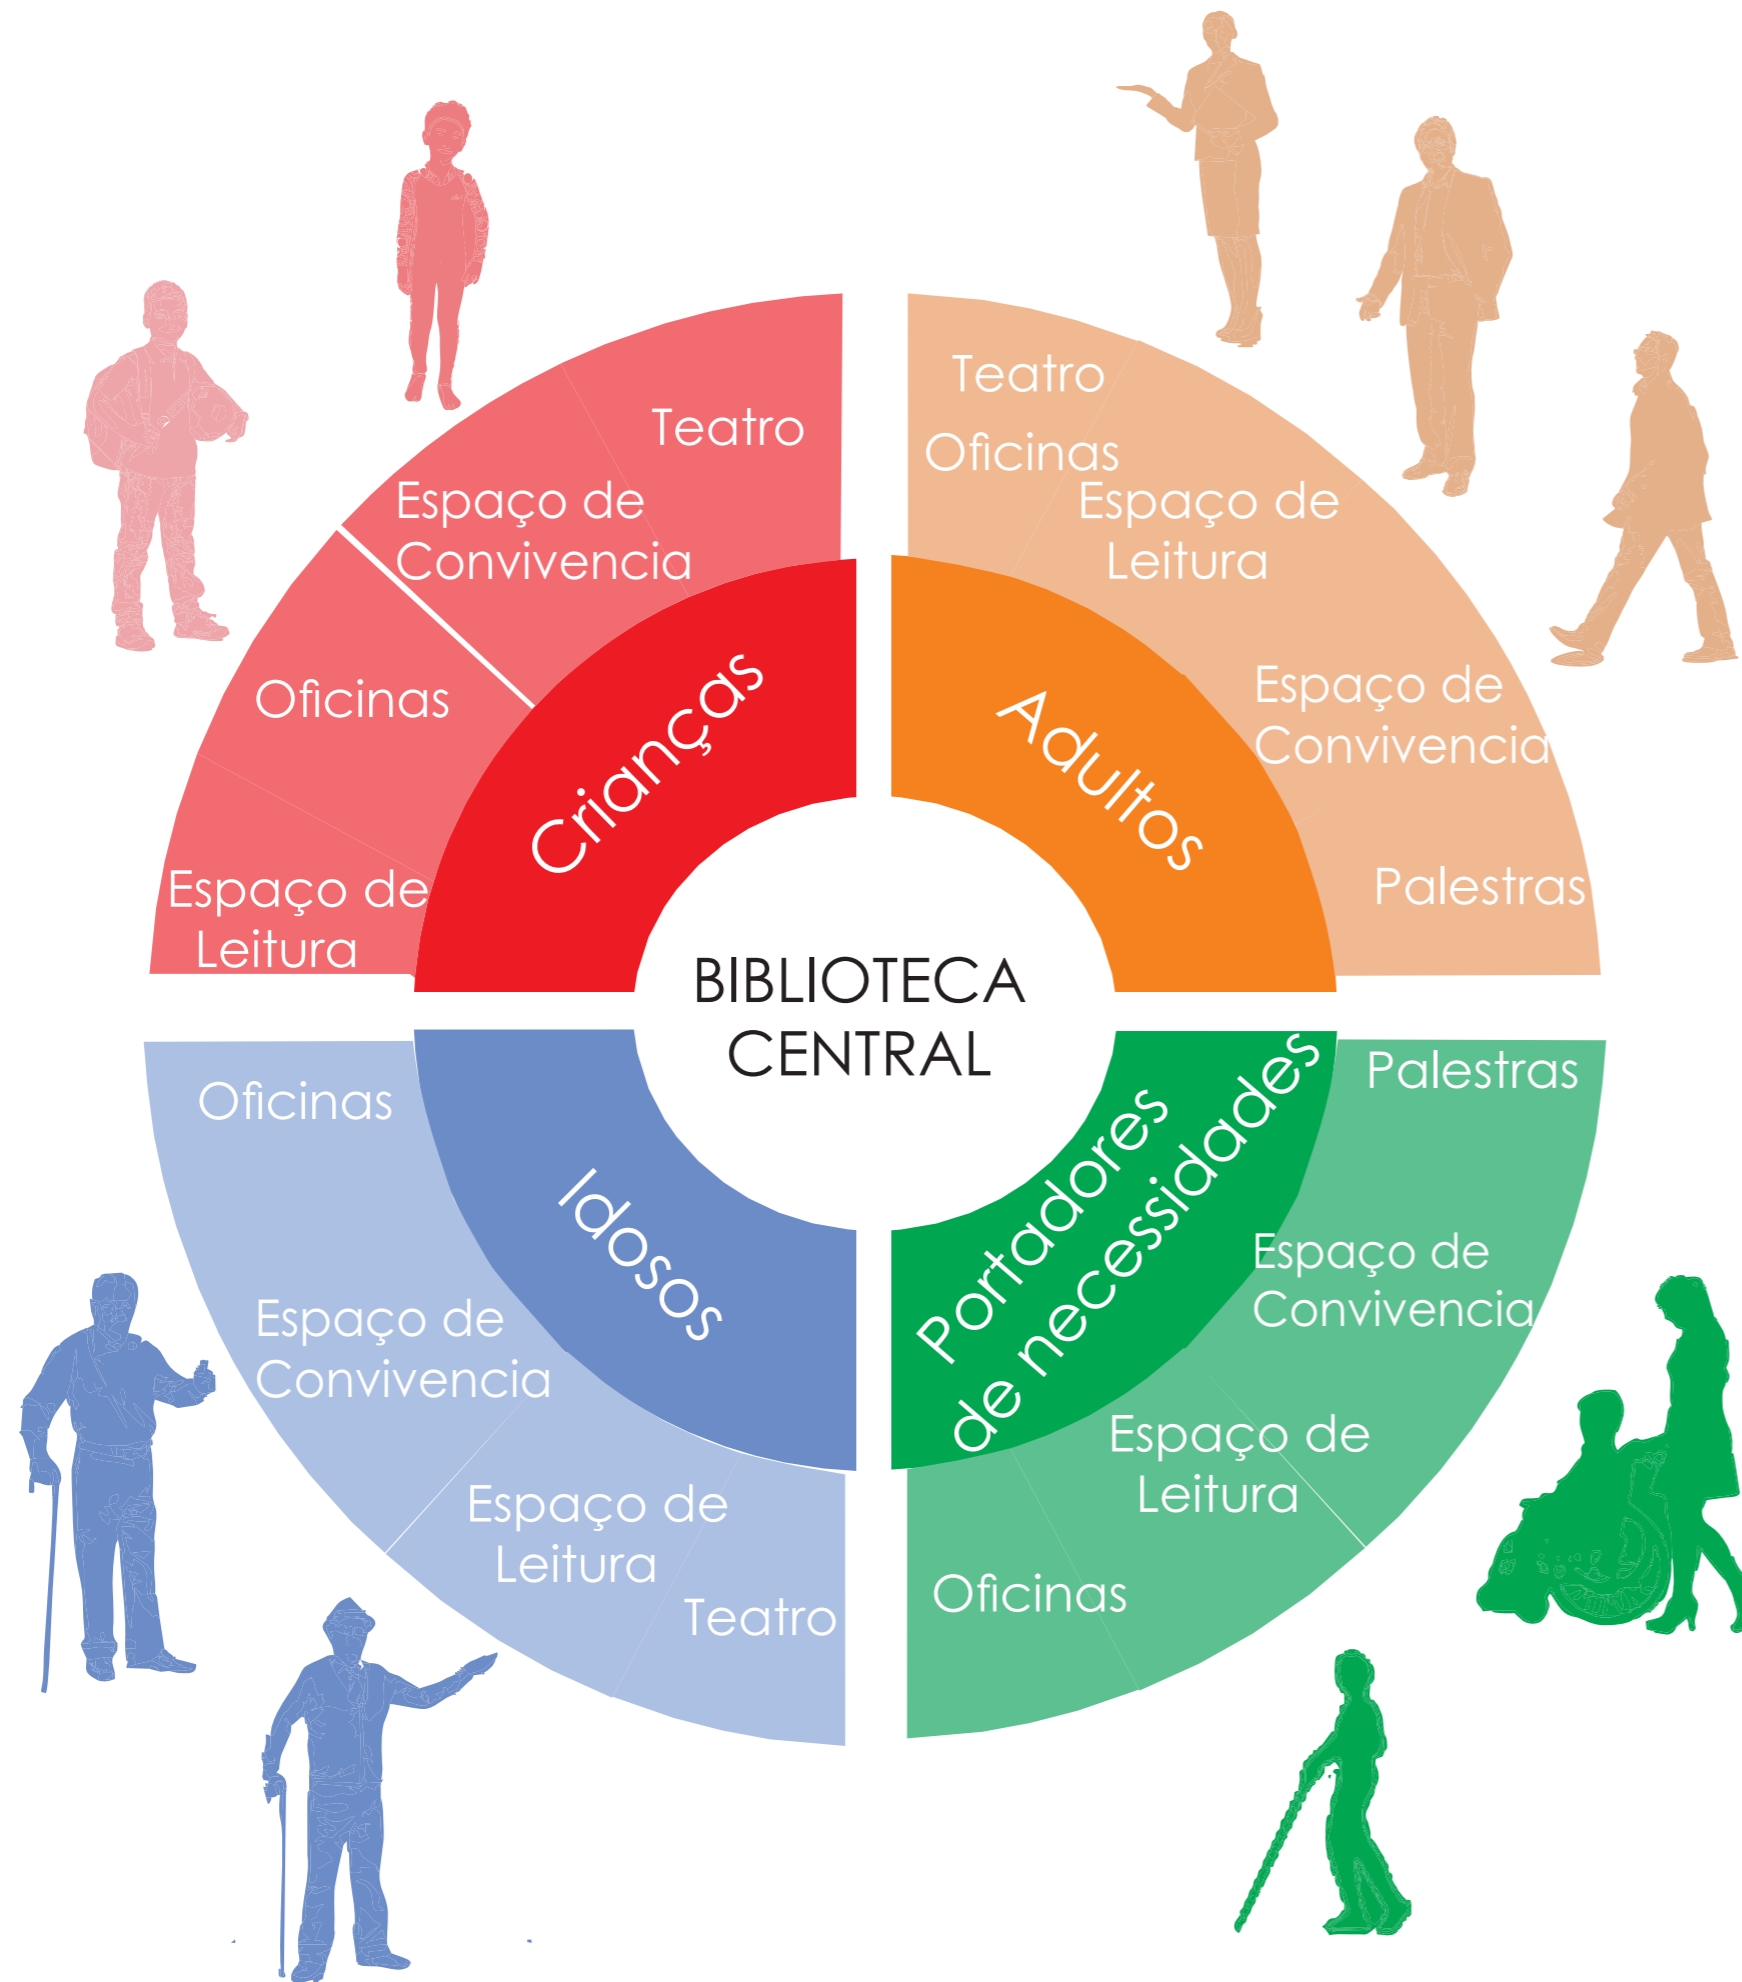 Teatro
Espaço de
Convivencia
Oficinas
Espaço de
Leitura
Crianças
Teatro
Oficinas
Espaço de
Leitura
Espaço de
Convivencia
Palestras
Adultos
BIBLIOTECA
CENTRAL
Oficinas
Espaço de
Convivencia
Espaço de
Leitura
Teatro
Idosos
Palestras
Espaço de
Convivencia
Espaço de
Leitura
Oficinas
Portadores
de necessidades